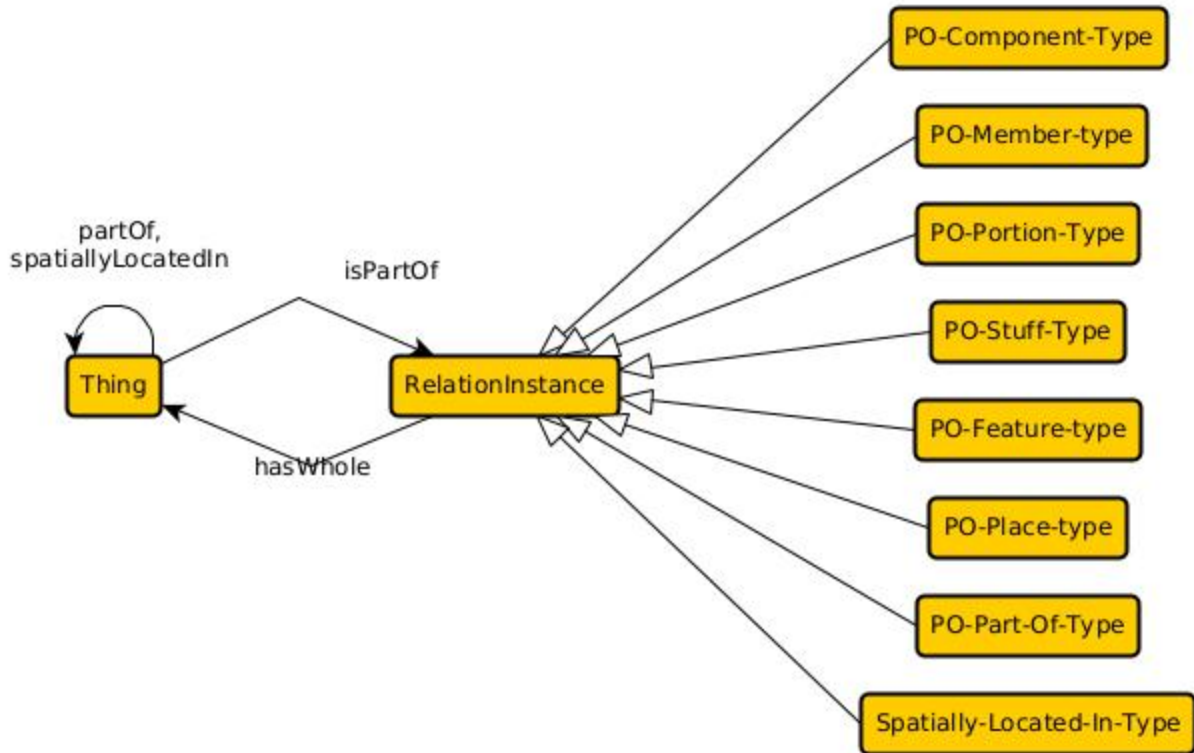 PO-Component-Type
PO-Member-type
PO-Portion-Type
partOf,
spatiallyLocatedIn
isPartOf
PO-Stuff-Type
Thing
RelationInstance
PO-Feature-type
hasWhole
PO-Place-type
PO-Part-Of-Type
Spatially-Located-In-Type